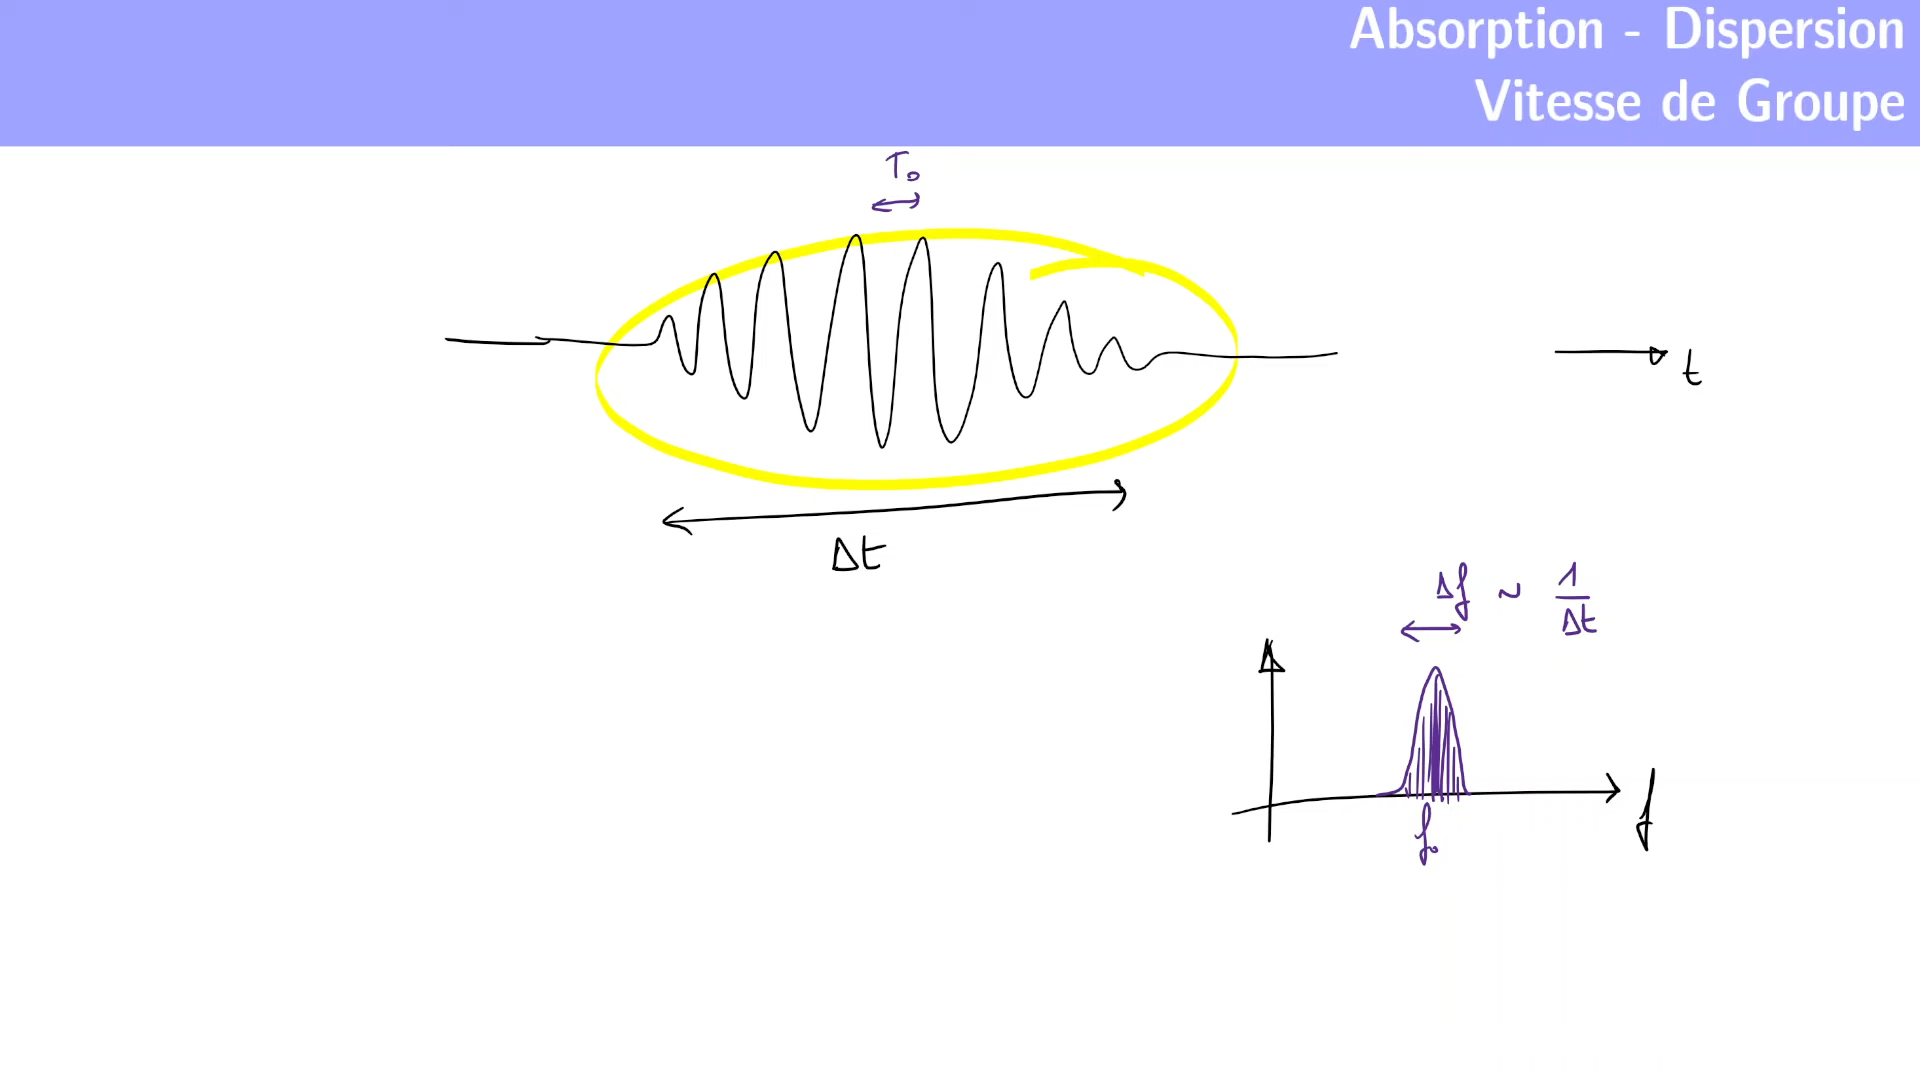 Absorption - Dispersion
Vitesse de Groupe
T₀
t
Δt
Δf ~ 1/Δt
f₀
f